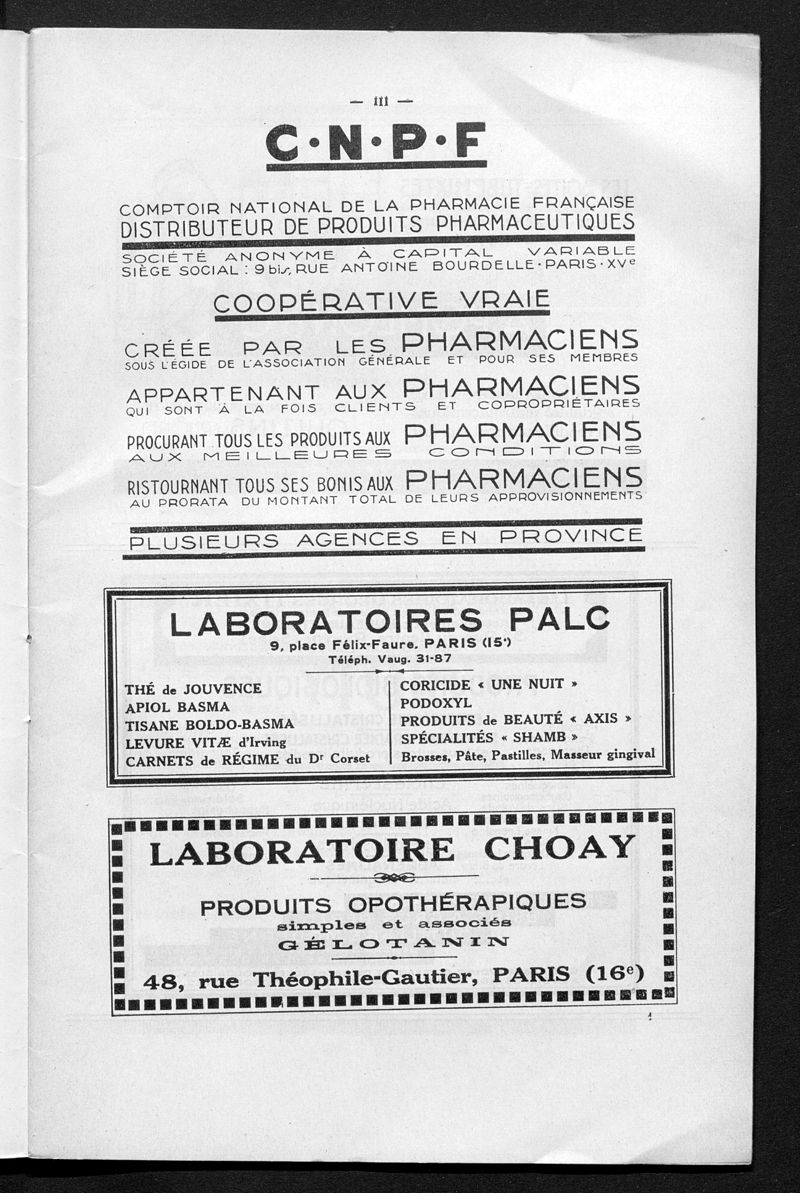 — III —
C·N·P·F
COMPTOIR NATIONAL DE LA PHARMACIE FRANÇAISE
DISTRIBUTEUR DE PRODUITS PHARMACEUTIQUES
SOCIÉTÉ ANONYME À CAPITAL VARIABLE
SIÈGE SOCIAL : 9 bis, RUE ANTOINE BOURDELLE · PARIS · XVe
COOPÉRATIVE VRAIE
CRÉÉE PAR LES PHARMACIENS
SOUS L'ÉGIDE DE L'ASSOCIATION GÉNÉRALE ET POUR SES MEMBRES
APPARTENANT AUX PHARMACIENS
QUI SONT À LA FOIS CLIENTS ET COPROPRIÉTAIRES
PROCURANT TOUS LES PRODUITS AUX PHARMACIENS
AUX MEILLEURES CONDITIONS
RISTOURNANT TOUS SES BONIS AUX PHARMACIENS
AU PRORATA DU MONTANT TOTAL DE LEURS APPROVISIONNEMENTS
PLUSIEURS AGENCES EN PROVINCE
LABORATOIRES PALC
9, place Félix-Faure, PARIS (15e)
Téléph. Vaug. 31-87
THÉ de JOUVENCE
APIOL BASMA
TISANE BOLDO-BASMA
LEVURE VITÆ d'Irving
CARNETS de RÉGIME du Dr Corset
CORICIDE « UNE NUIT »
PODOXYL
PRODUITS de BEAUTÉ « AXIS »
SPÉCIALITÉS « SHAMB »
Brosses, Pâte, Pastilles, Masseur gingival
LABORATOIRE CHOAY
PRODUITS OPOTHÉRAPIQUES
simples et associés
GÉLOTANIN
48, rue Théophile-Gautier, PARIS (16e)